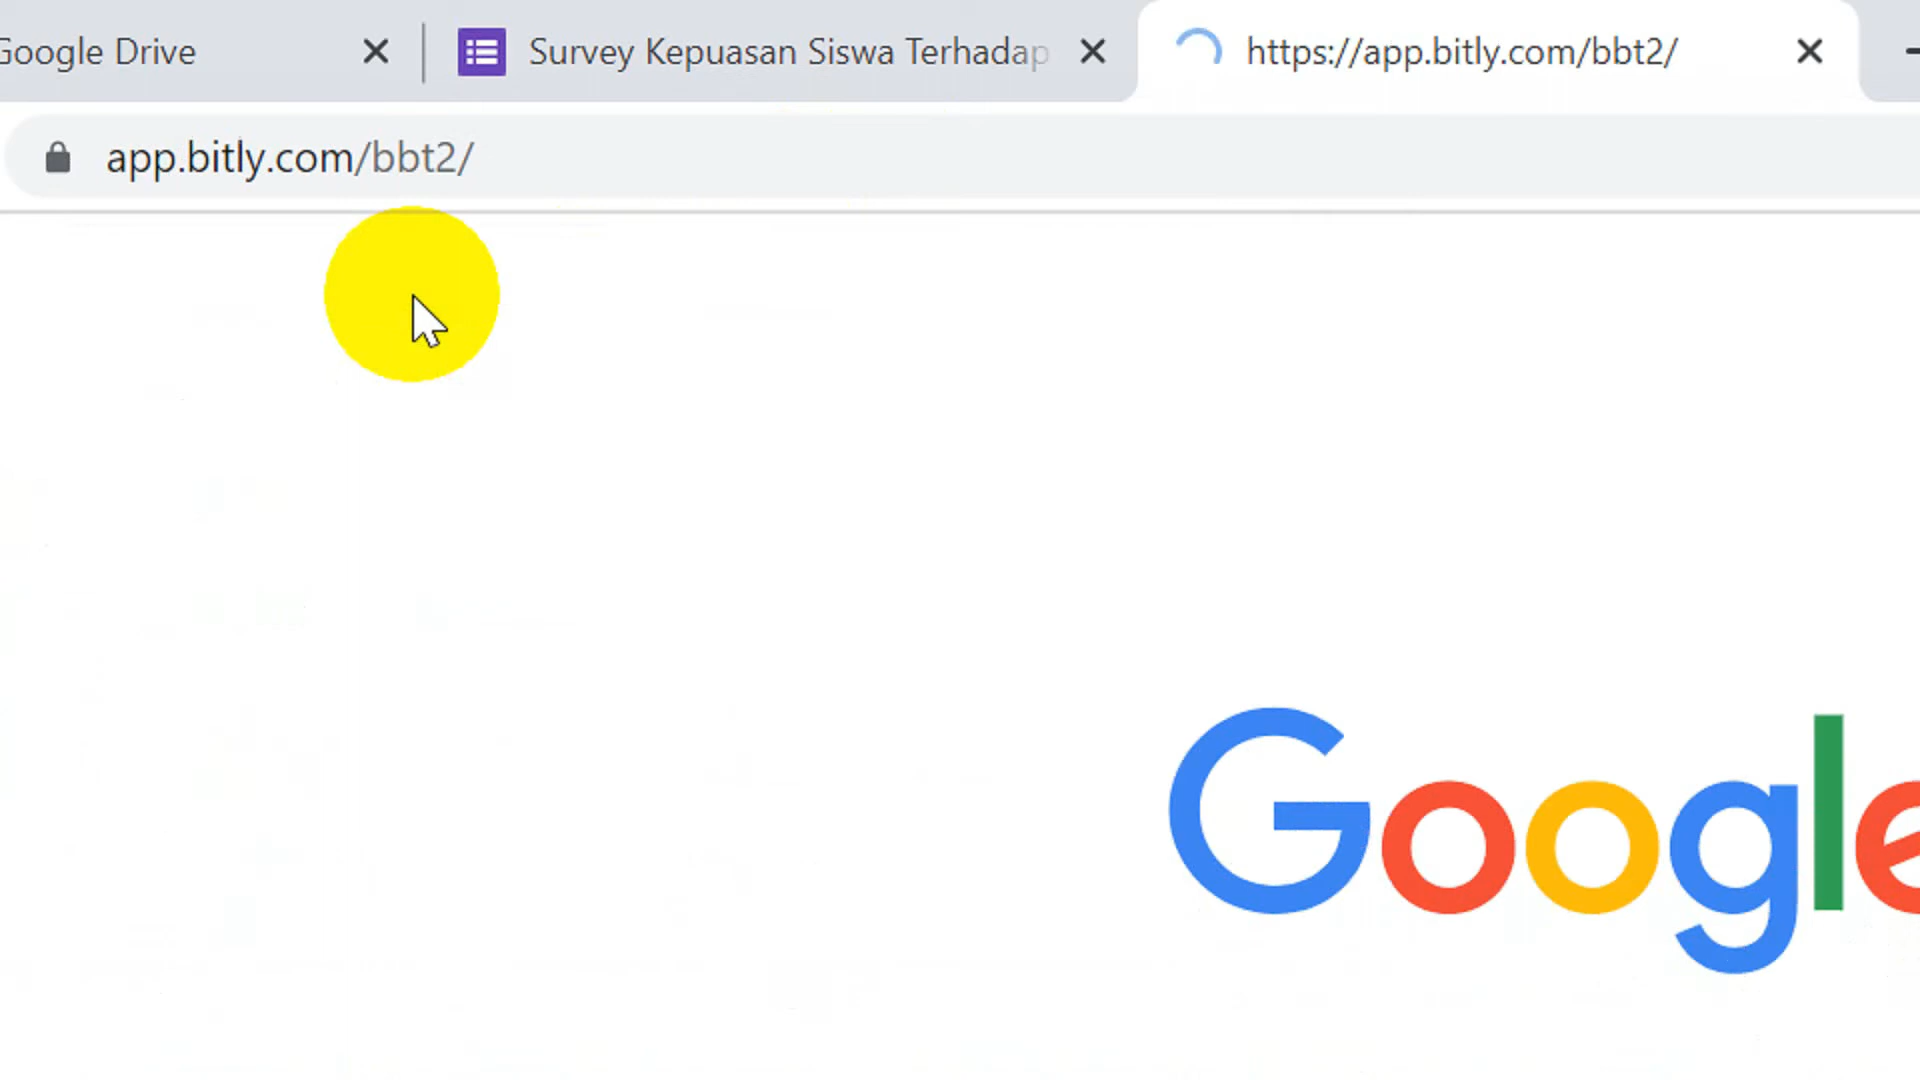 Google Drive
Survey Kepuasan Siswa Terhadap
https://app.bitly.com/bbt2/
app.bitly.com/bbt2/
Google